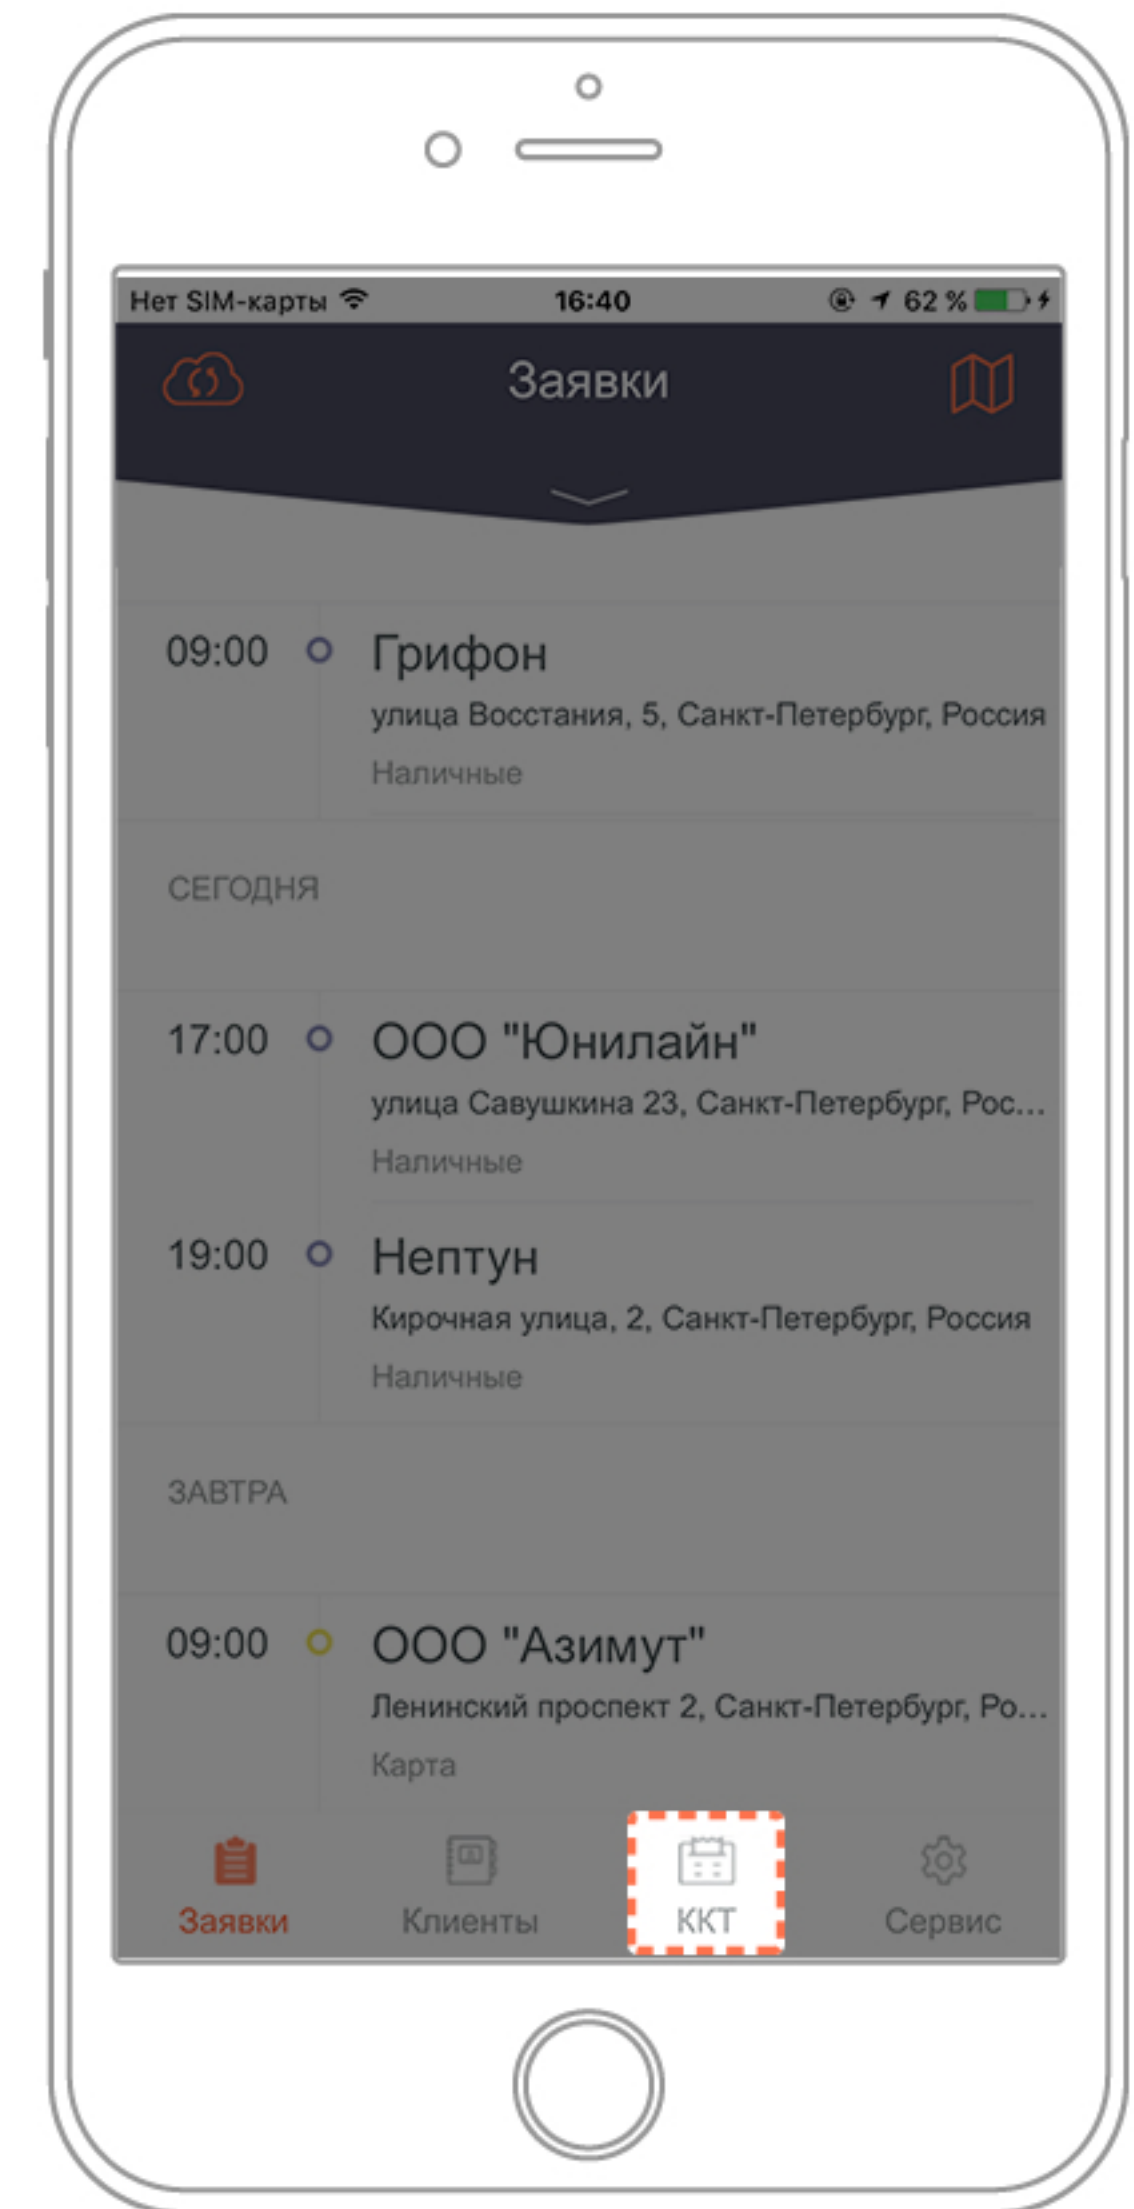 Нет SIM-карты 16:40 62 %
Заявки
09:00 Грифон
улица Восстания, 5, Санкт-Петербург, Россия
Наличные
СЕГОДНЯ
17:00 ООО "Юнилайн"
улица Савушкина 23, Санкт-Петербург, Рос...
Наличные
19:00 Нептун
Кирочная улица, 2, Санкт-Петербург, Россия
Наличные
ЗАВТРА
09:00 ООО "Азимут"
Ленинский проспект 2, Санкт-Петербург, Ро...
Карта
Заявки Клиенты ККТ Сервис